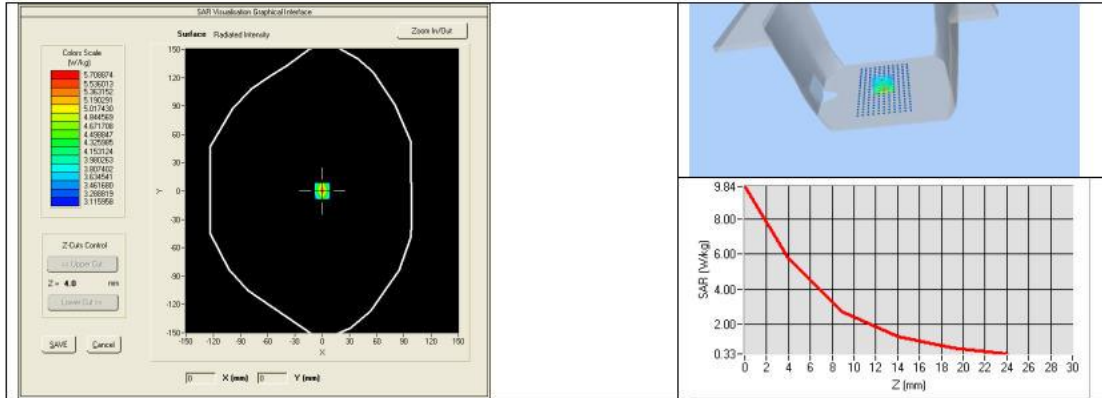 SAR Visualisation Graphical Interface
Surface Radiated Intensity
Zoom In/Out
Colors Scale
(W/kg)
5.708874
5.536013
5.363152
5.190291
5.017430
4.844569
4.671708
4.498847
4.325985
4.153124
3.980263
3.807402
3.634541
3.461680
3.288819
3.115958
Z-Cuts Control
<< Upper Cut
Z = 4.0 mm
Lower Cut >>
SAVE Cancel
150
120
90
60
30
0
-30
-60
-90
-120
-150
Y
-150 -120 -90 -60 -30 0 30 60 90 120 150
X
0 X (mm) 0 Y (mm)
9.84
8.00
6.00
4.00
2.00
0.33
SAR (W/kg)
0 2 4 6 8 10 12 14 16 18 20 22 24 26 28 30
Z (mm)